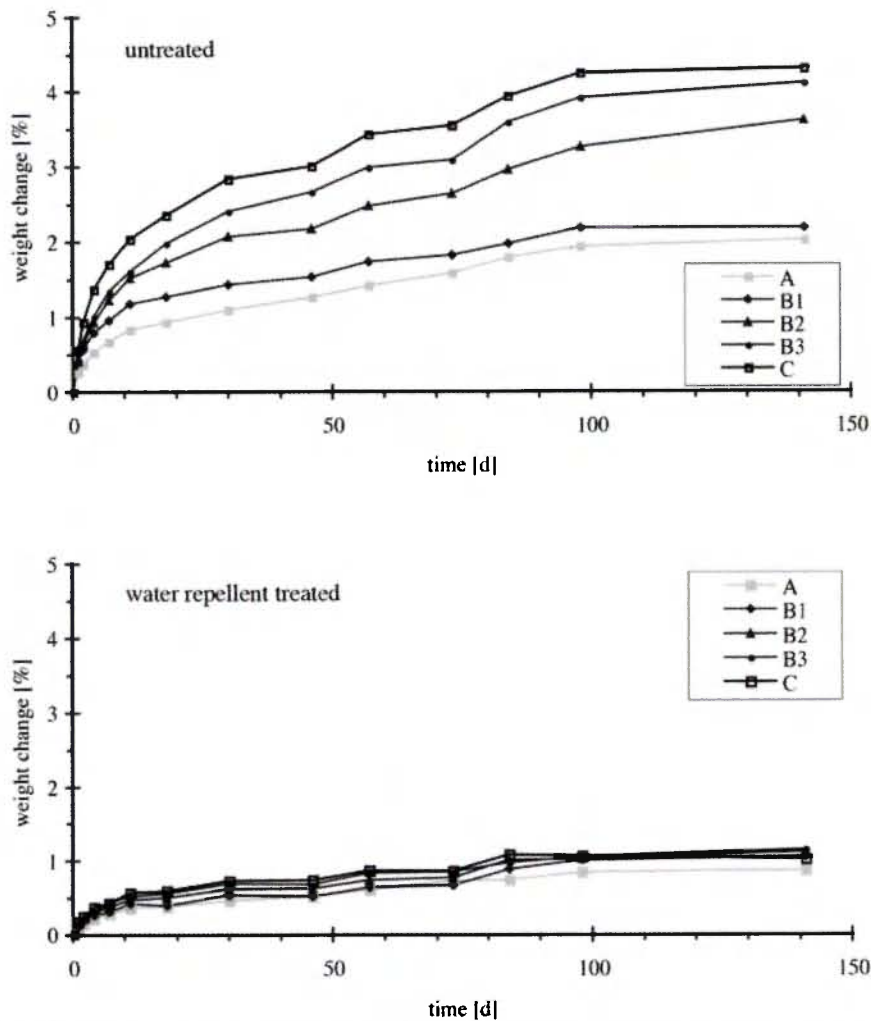 5
untreated
4
3
2
1
0
weight change [%]
A
B1
B2
B3
C
0
50
100
150
time [d]
5
water repellent treated
4
3
2
1
0
weight change [%]
A
B1
B2
B3
C
0
50
100
150
time [d]